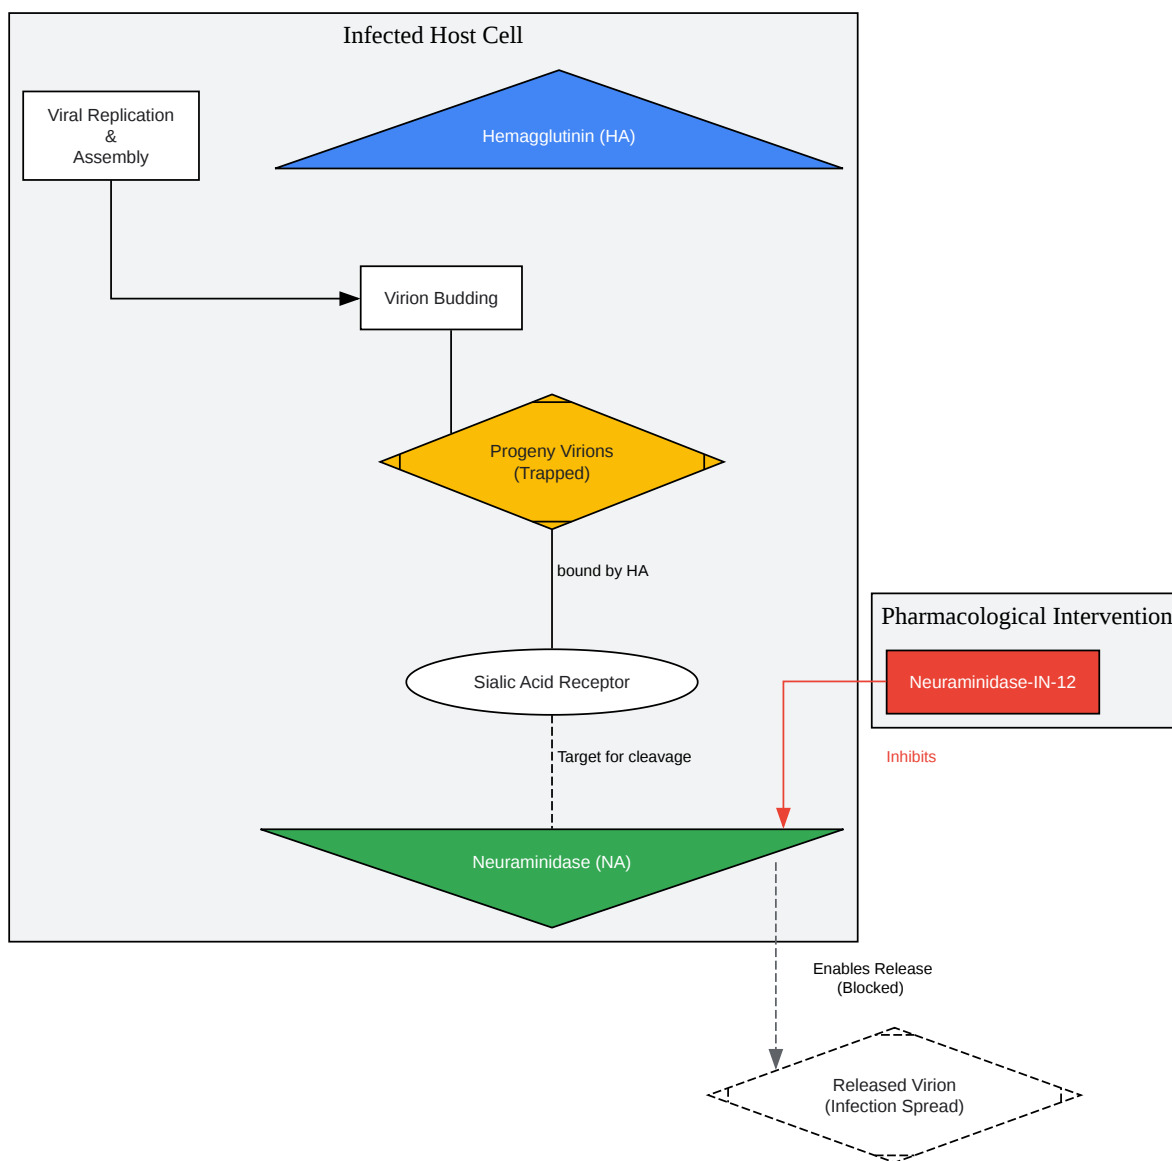 Infected Host Cell
Viral Replication
&
Assembly
Hemagglutinin (HA)
Virion Budding
Progeny Virions
(Trapped)
bound by HA
Pharmacological Intervention
Sialic Acid Receptor
Neuraminidase-IN-12
Target for cleavage
Inhibits
Neuraminidase (NA)
Enables Release
(Blocked)
Released Virion
(Infection Spread)